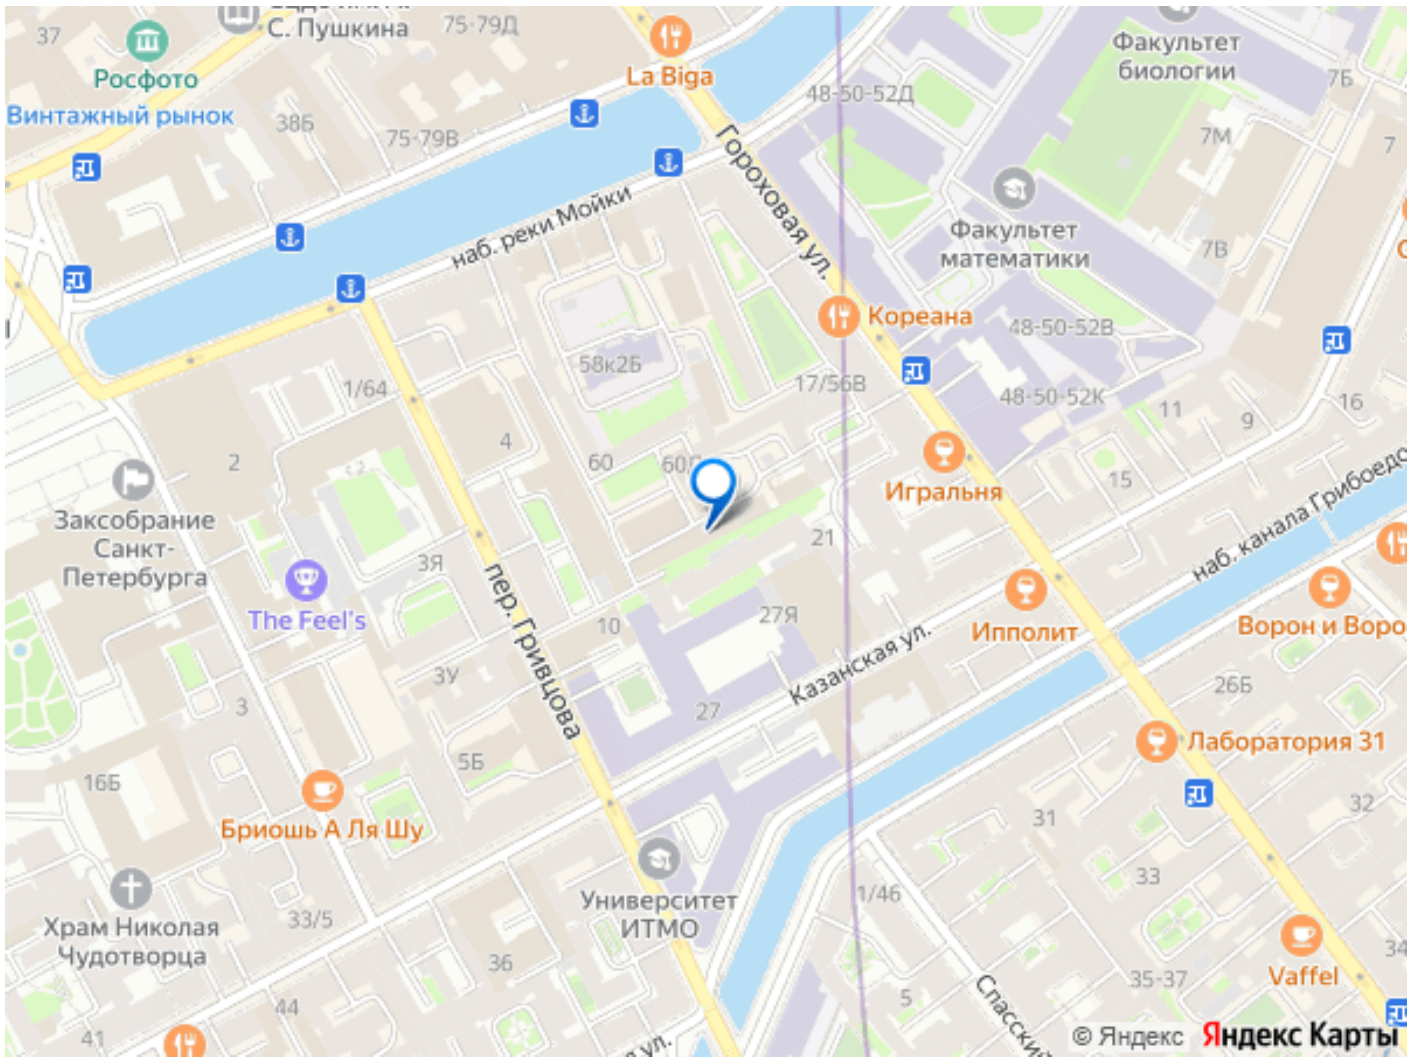 37
С. Пушкина
75-79Д
Росфото
La Biga
Факультет
биологии
7Б
48-50-52Д
Винтажный рынок
38Б
75-79В
Гороховая ул.
7М
7
наб. реки Мойки
Факультет
математики
7В
Кореана
48-50-52В
58к2Б
1/64
17/56В
48-50-52К
11
9
16
4
2
60
15
Игральня
наб. канала Грибоедо
Заксобрание
Санкт-
Петербурга
21
3Я
The Feel's
пер. Гривцова
10
27Я
Ипполит
Ворон и Воро
Казанская ул.
3У
26Б
3
27
Лаборатория 31
5Б
16Б
Бриошь А Ля Шу
31
32
33
Университет
ИТМО
1/46
Храм Николая
Чудотворца
33/5
36
34
35-37
Vaffel
44
5
Спасский
41
ул.
© Яндекс
Яндекс Карты